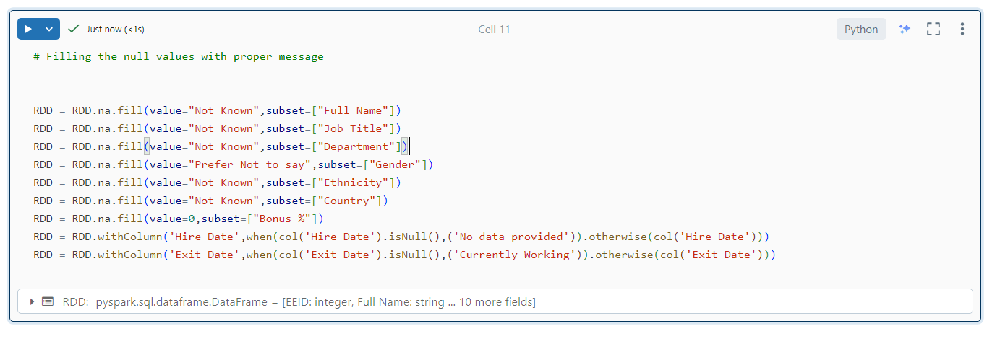 Just now (<1s)
Cell 11
Python
# Filling the null values with proper message
RDD = RDD.na.fill(value="Not Known",subset=["Full Name"])
RDD = RDD.na.fill(value="Not Known",subset=["Job Title"])
RDD = RDD.na.fill(value="Not Known",subset=["Department"])
RDD = RDD.na.fill(value="Prefer Not to say",subset=["Gender"])
RDD = RDD.na.fill(value="Not Known",subset=["Ethnicity"])
RDD = RDD.na.fill(value="Not Known",subset=["Country"])
RDD = RDD.na.fill(value=0,subset=["Bonus %"])
RDD = RDD.withColumn('Hire Date',when(col('Hire Date').isNull(),('No data provided')).otherwise(col('Hire Date')))
RDD = RDD.withColumn('Exit Date',when(col('Exit Date').isNull(),('Currently Working')).otherwise(col('Exit Date')))
RDD: pyspark.sql.dataframe.DataFrame = [EEID: integer, Full Name: string ... 10 more fields]